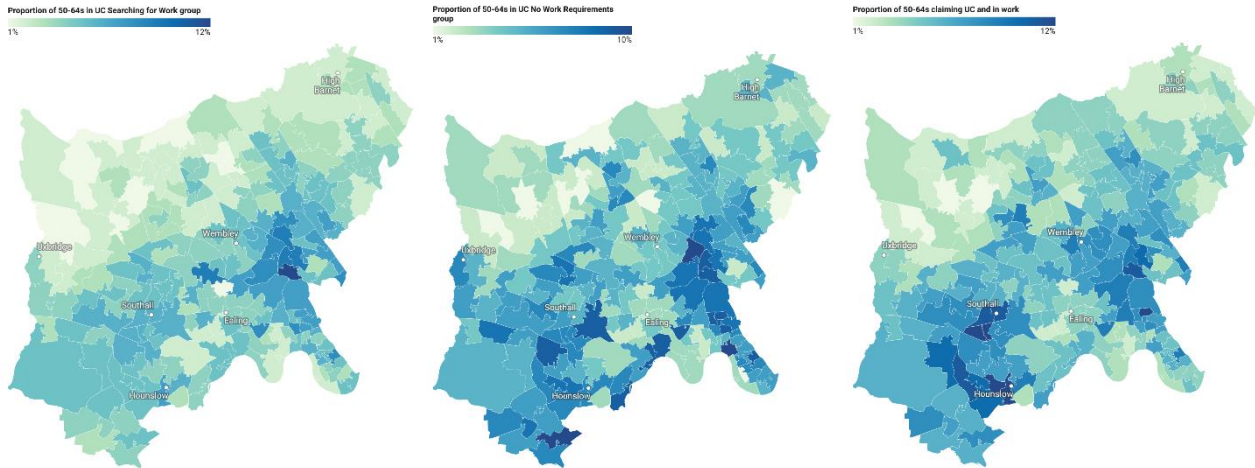 Proportion of 50-64s in UC Searching for Work group
1%
12%
High
Barnet
Wembley
Uxbridge
Southall
Ealing
Hounslow
Proportion of 50-64s in UC No Work Requirements
group
1%
10%
High
Barnet
Wembley
Uxbridge
Southall
Ealing
Hounslow
Proportion of 50-64s claiming UC and in work
1%
12%
High
Barnet
Wembley
Uxbridge
Southall
Ealing
Hounslow